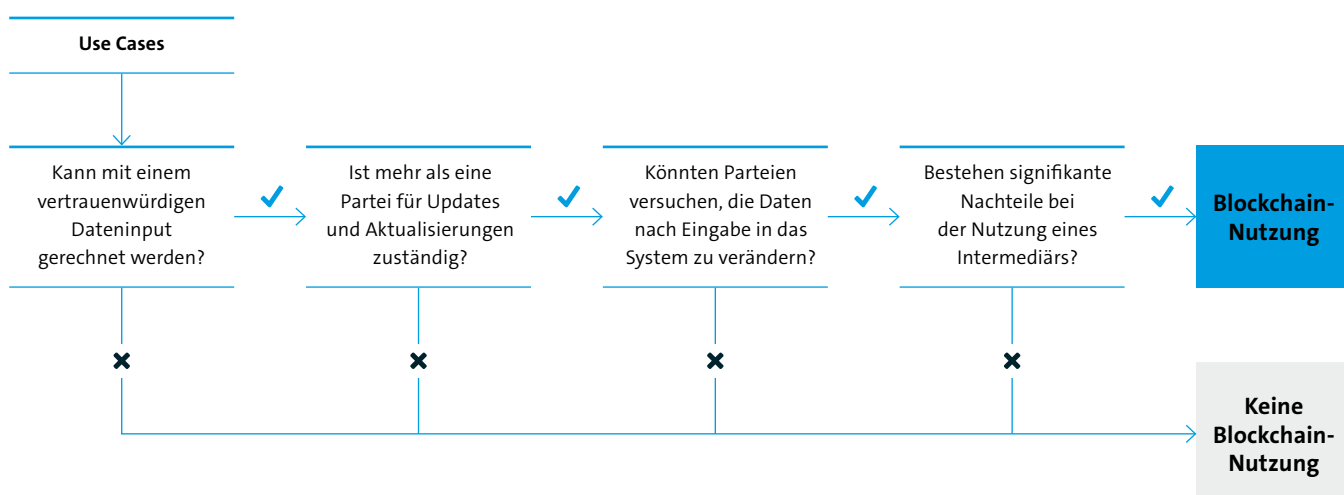 Use Cases
Kann mit einem
vertrauenwürdigen
Dateninput
gerechnet werden?
Ist mehr als eine
Partei für Updates
und Aktualisierungen
zuständig?
Könnten Parteien
versuchen, die Daten
nach Eingabe in das
System zu verändern?
Bestehen signifikante
Nachteile bei
der Nutzung eines
Intermediärs?
Blockchain-
Nutzung
Keine
Blockchain-
Nutzung